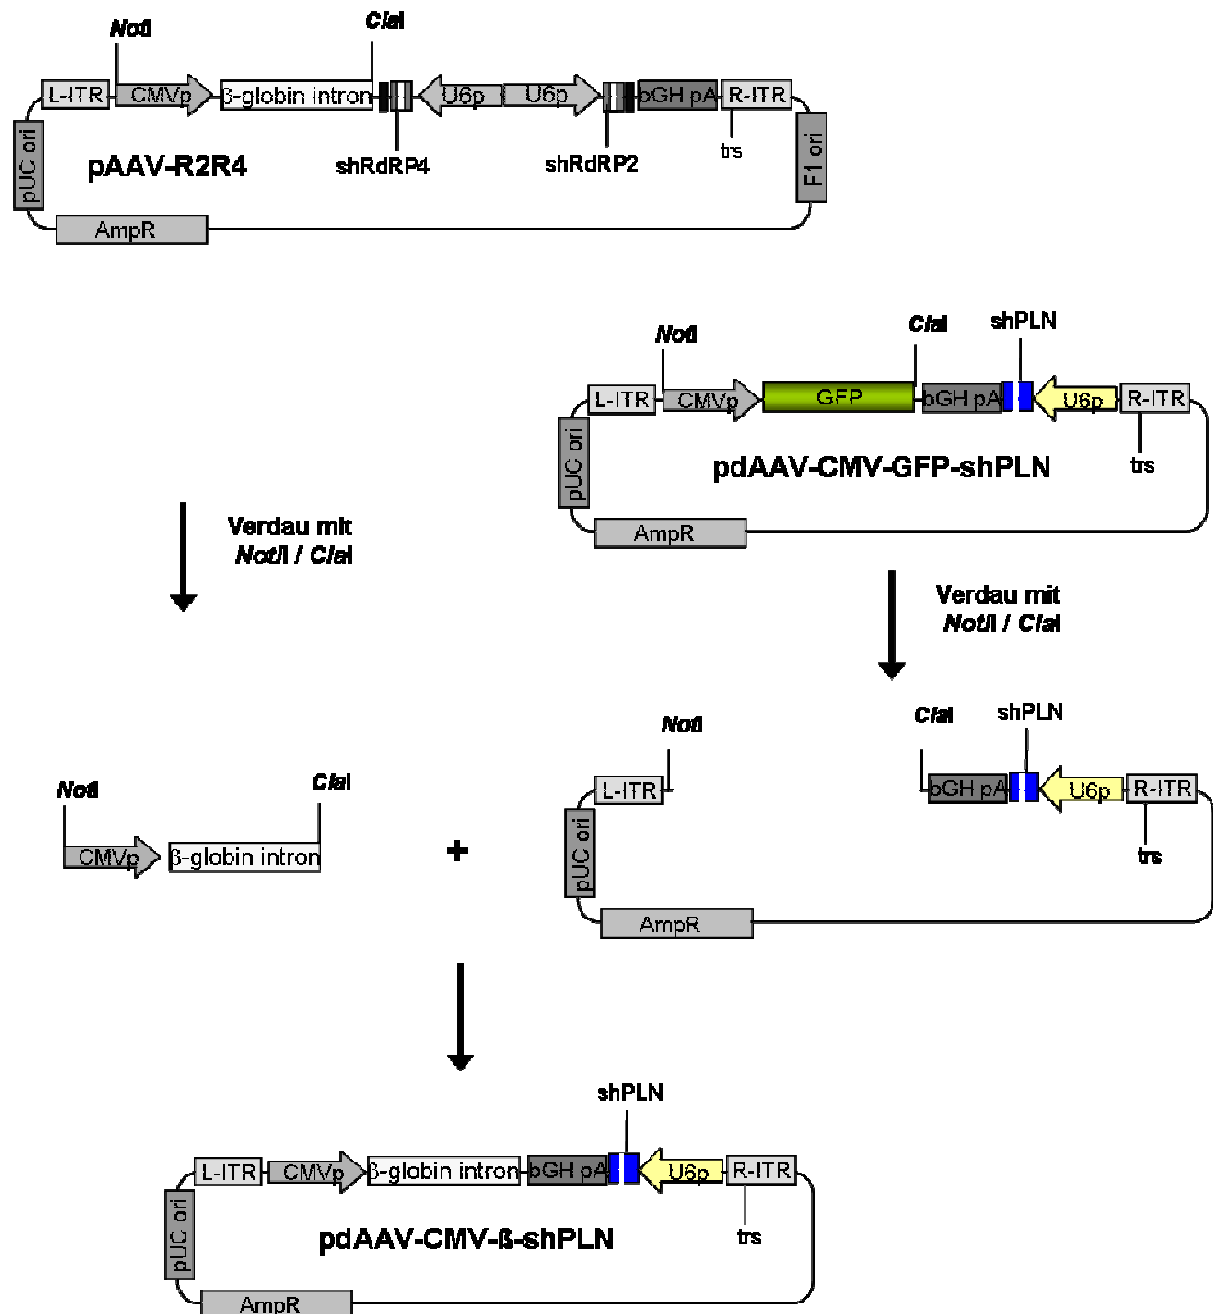 NotI
ClaI
L-ITR
CMVp
ß-globin intron
U6p
U6p
bGH pA
R-ITR
pUC ori
pAAV-R2R4
shRdRP4
shRdRP2
trs
F1 ori
AmpR
NotI
ClaI
shPLN
L-ITR
CMVp
GFP
bGH pA
U6p
R-ITR
pUC ori
pdAAV-CMV-GFP-shPLN
trs
AmpR
Verdau mit
NotI / ClaI
Verdau mit
NotI / ClaI
NotI
ClaI
CMVp
ß-globin intron
+
NotI
ClaI
shPLN
L-ITR
bGH pA
U6p
R-ITR
pUC ori
trs
AmpR
shPLN
L-ITR
CMVp
ß-globin intron
bGH pA
U6p
R-ITR
pUC ori
pdAAV-CMV-ß-shPLN
trs
AmpR